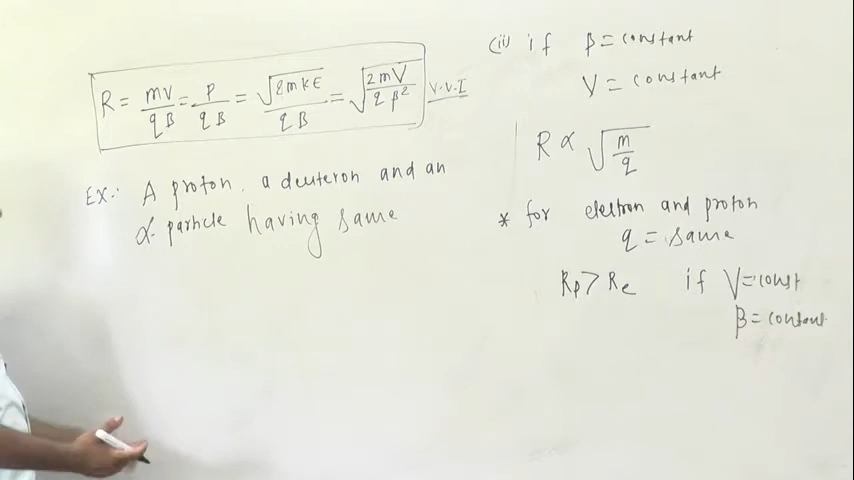 R = mv/qB = P/qB = √2mKE/qB = √2mV/qB² V.V.I
Ex:- A proton, a deuteron and an
α-particle having same
(ii) if B = constant
V = constant
R ∝ √m/q
* for electron and proton
q = same
Rp > Re if V = const
B = constant